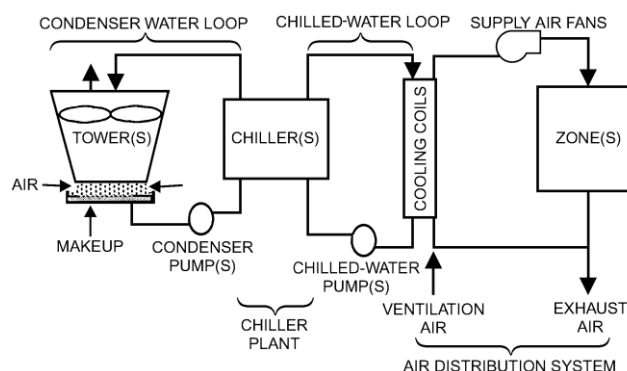 CONDENSER WATER LOOP
CHILLED-WATER LOOP
SUPPLY AIR FANS
TOWER(S)
CHILLER(S)
COOLING COILS
ZONE(S)
AIR
MAKEUP
CONDENSER
PUMP(S)
CHILLED-WATER
PUMP(S)
VENTILATION
AIR
EXHAUST
AIR
CHILLER
PLANT
AIR DISTRIBUTION SYSTEM